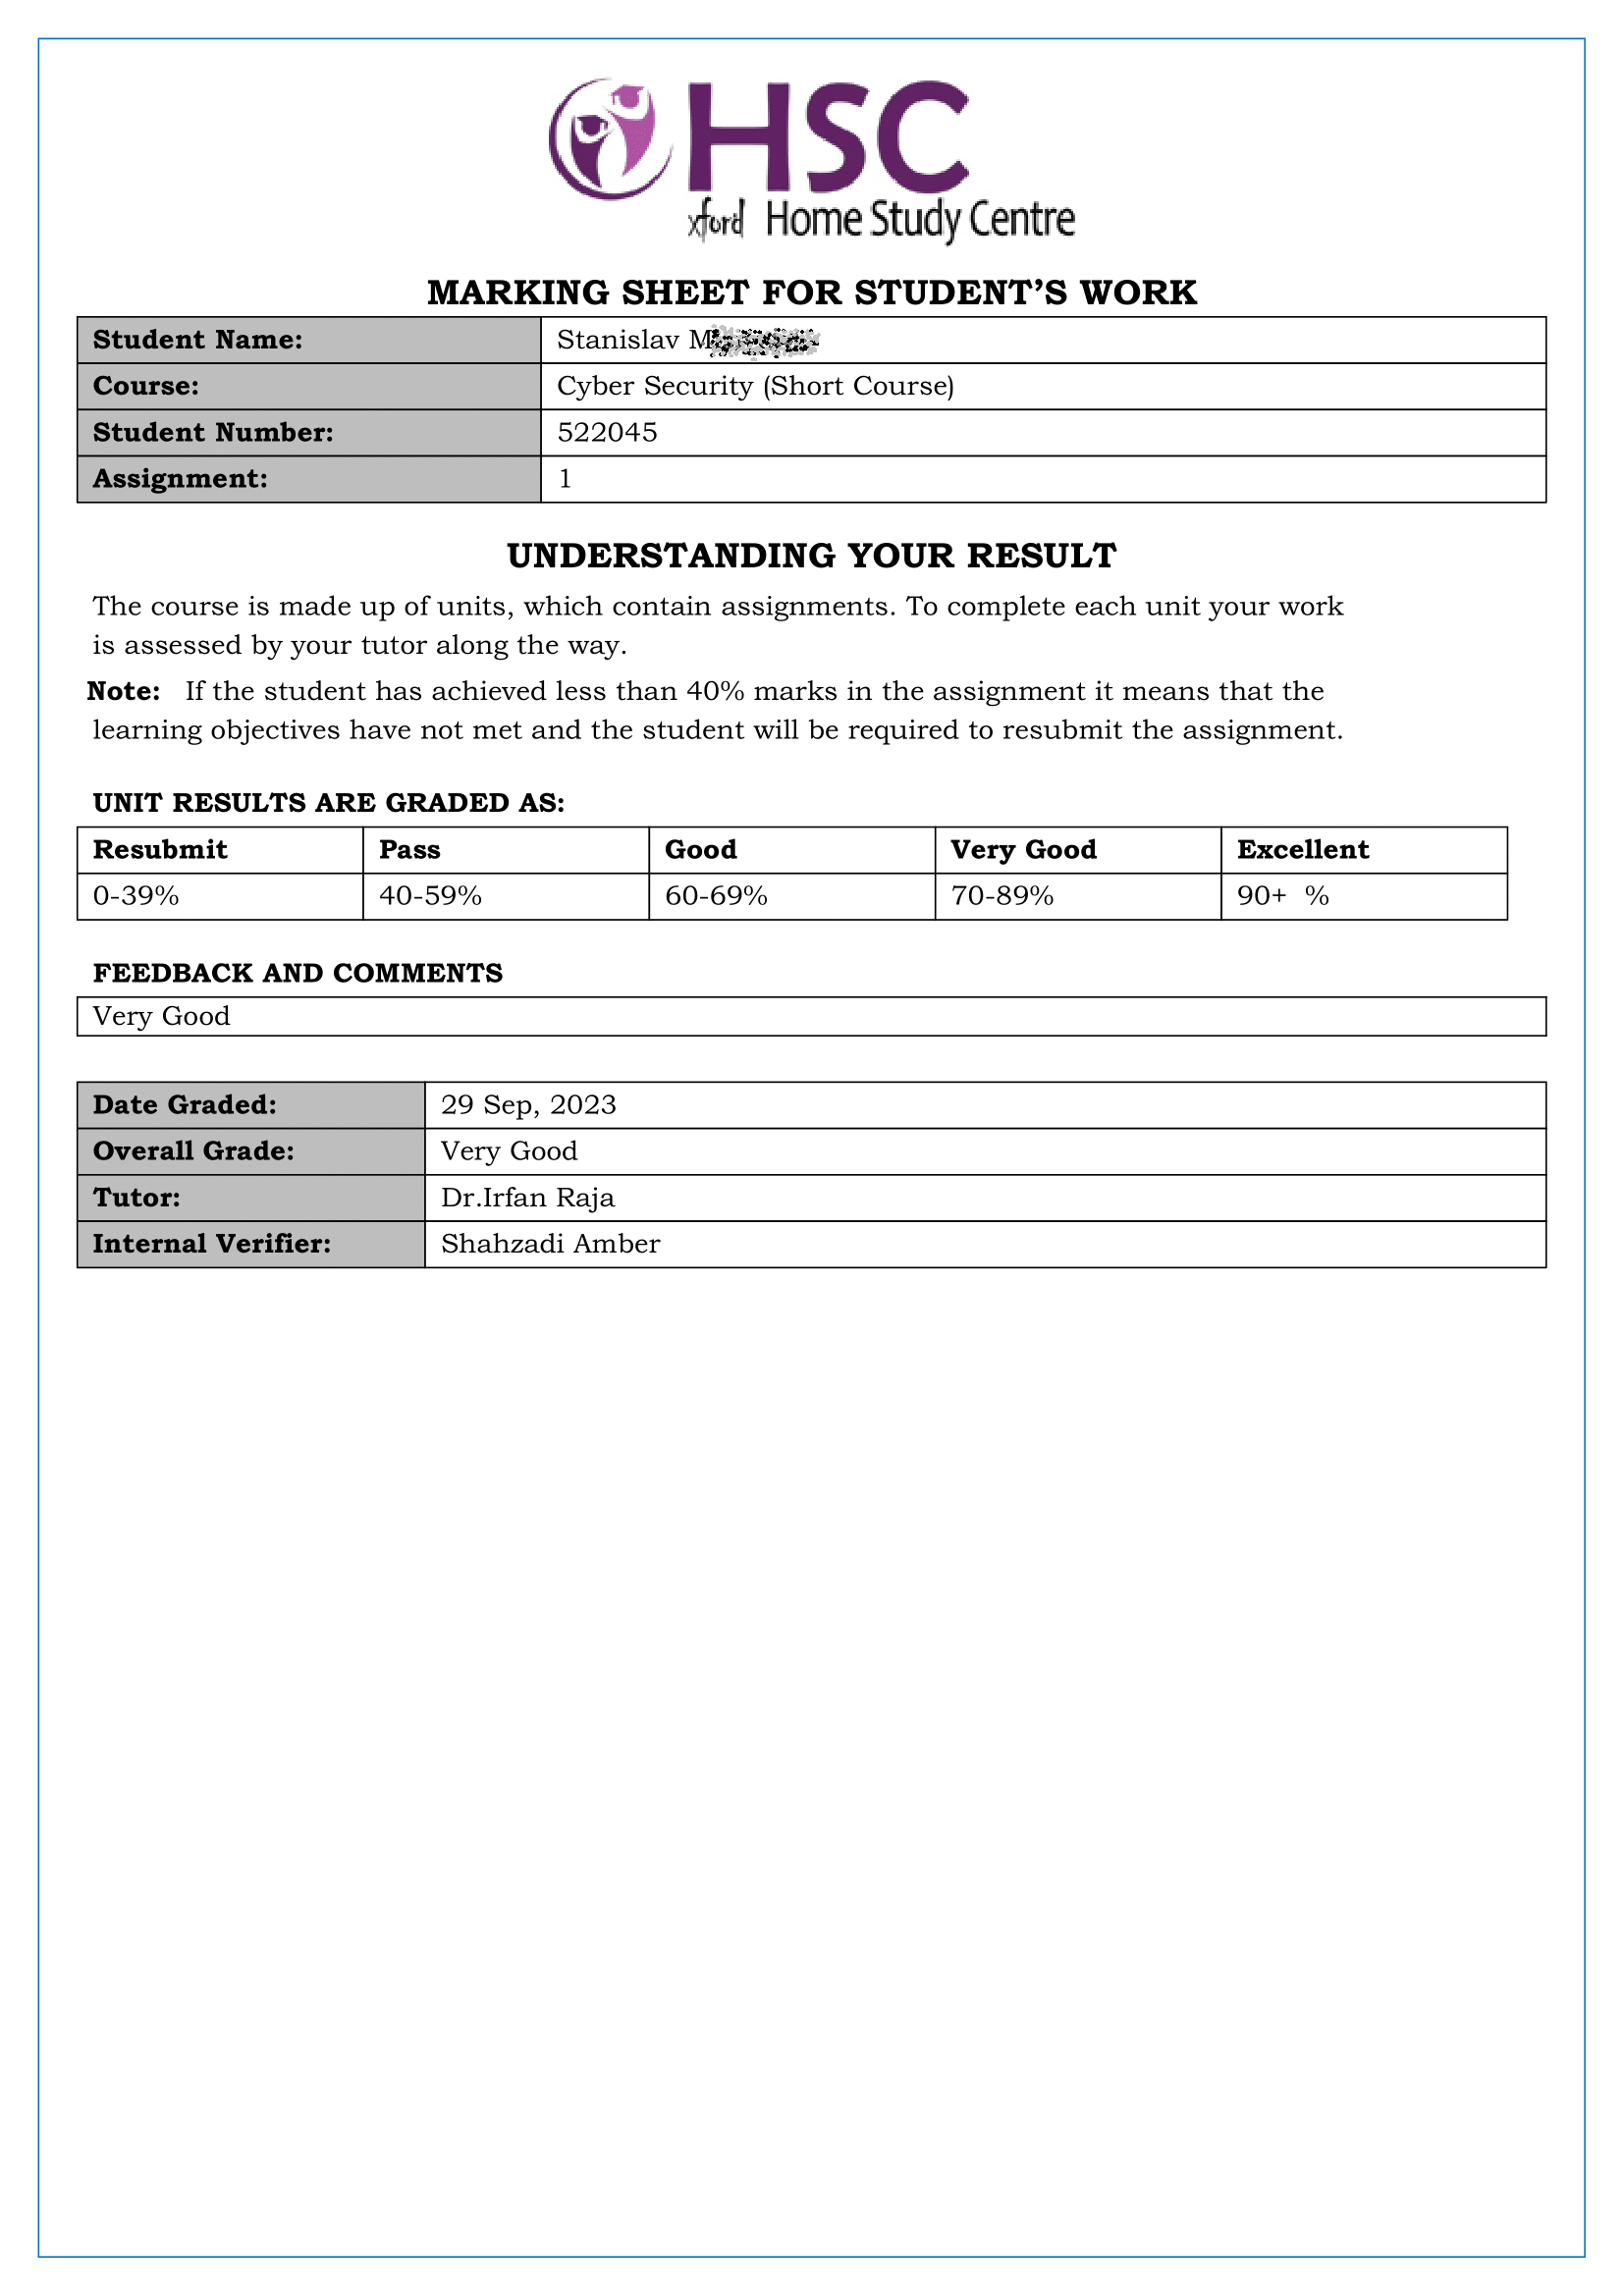 HSC
xford Home Study Centre
MARKING SHEET FOR STUDENT’S WORK
Student Name: Stanislav
Course: Cyber Security (Short Course)
Student Number: 522045
Assignment: 1
UNDERSTANDING YOUR RESULT
The course is made up of units, which contain assignments. To complete each unit your work
is assessed by your tutor along the way.
Note: If the student has achieved less than 40% marks in the assignment it means that the
learning objectives have not met and the student will be required to resubmit the assignment.
UNIT RESULTS ARE GRADED AS:
Resubmit Pass Good Very Good Excellent
0-39% 40-59% 60-69% 70-89% 90+ %
FEEDBACK AND COMMENTS
Very Good
Date Graded: 29 Sep, 2023
Overall Grade: Very Good
Tutor: Dr.Irfan Raja
Internal Verifier: Shahzadi Amber